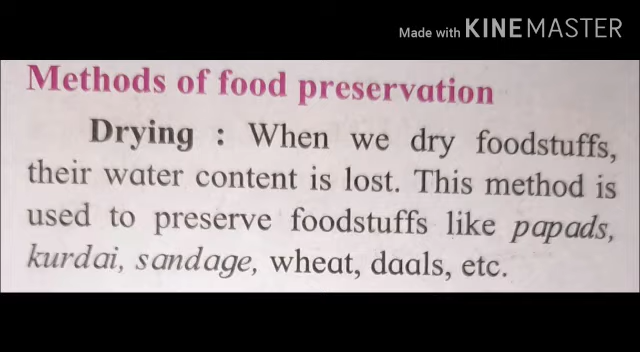 Made with KINEMASTER
Methods of food preservation
Drying : When we dry foodstuffs,
their water content is lost. This method is
used to preserve foodstuffs like papads,
kurdai, sandage, wheat, daals, etc.